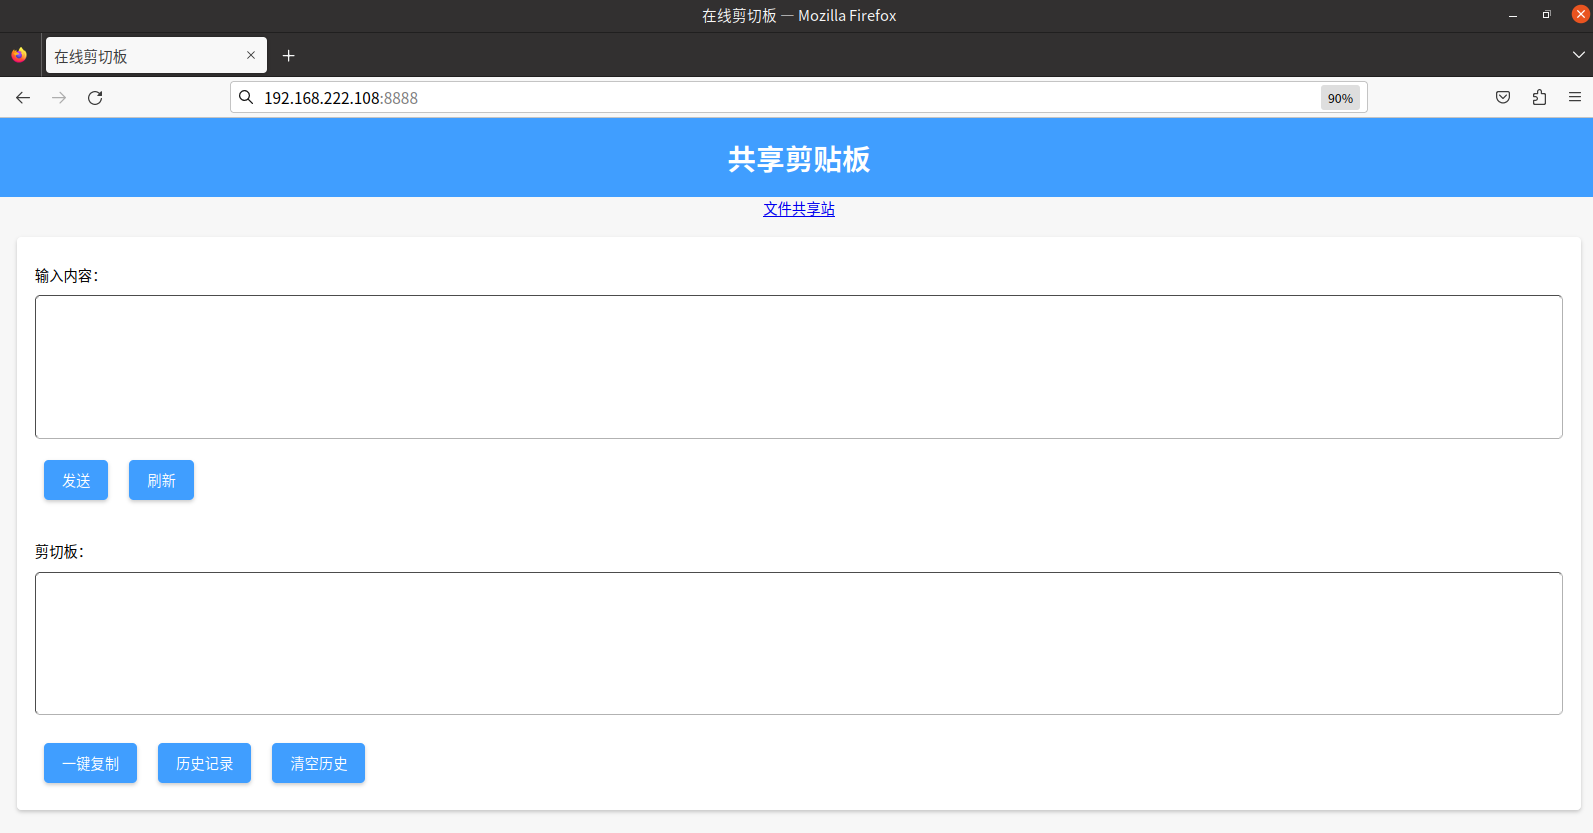 在线剪切板 — Mozilla Firefox
在线剪切板
192.168.222.108:8888
90%
共享剪贴板
文件共享站
输入内容：
发送 刷新
剪切板：
一键复制 历史记录 清空历史